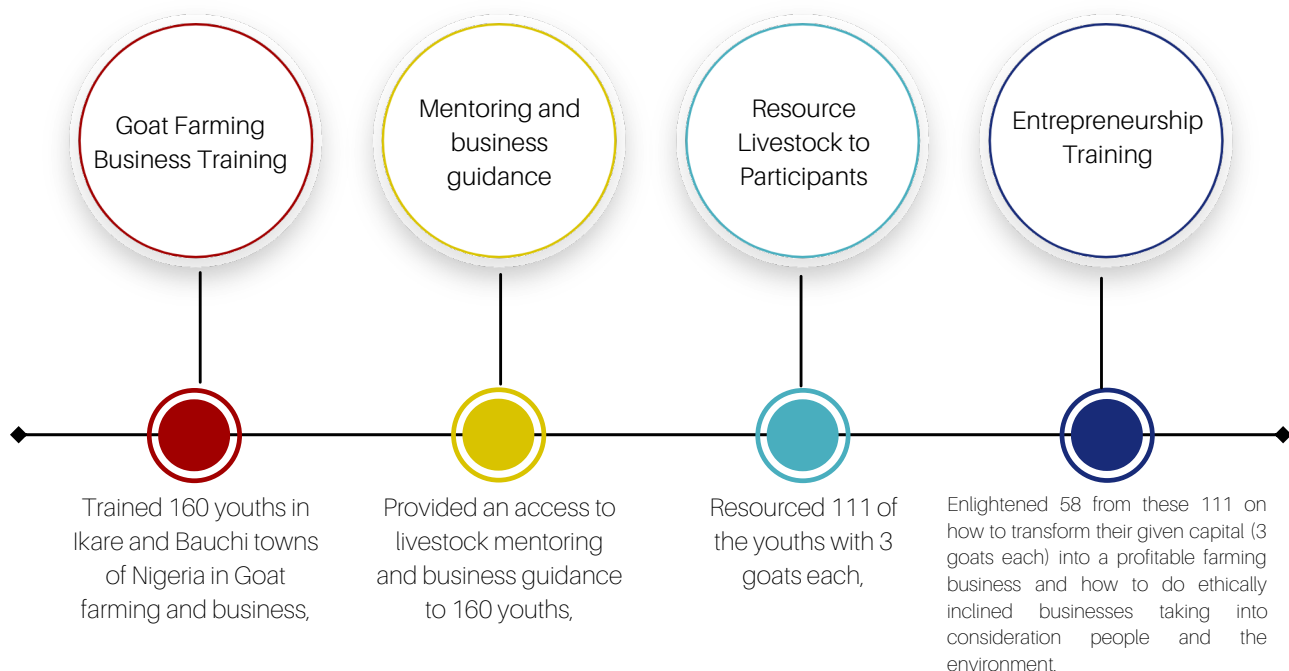 Goat Farming
Business Training
Mentoring and
business
guidance
Resource
Livestock to
Participants
Entrepreneurship
Training
Trained 160 youths in
Ikare and Bauchi towns
of Nigeria in Goat
farming and business,
Provided an access to
livestock mentoring
and business guidance
to 160 youths,
Resourced 111 of
the youths with 3
goats each,
Enlightened 58 from these 111 on
how to transform their given capital (3
goats each) into a profitable farming
business and how to do ethically
inclined businesses taking into
consideration people and the
environment.